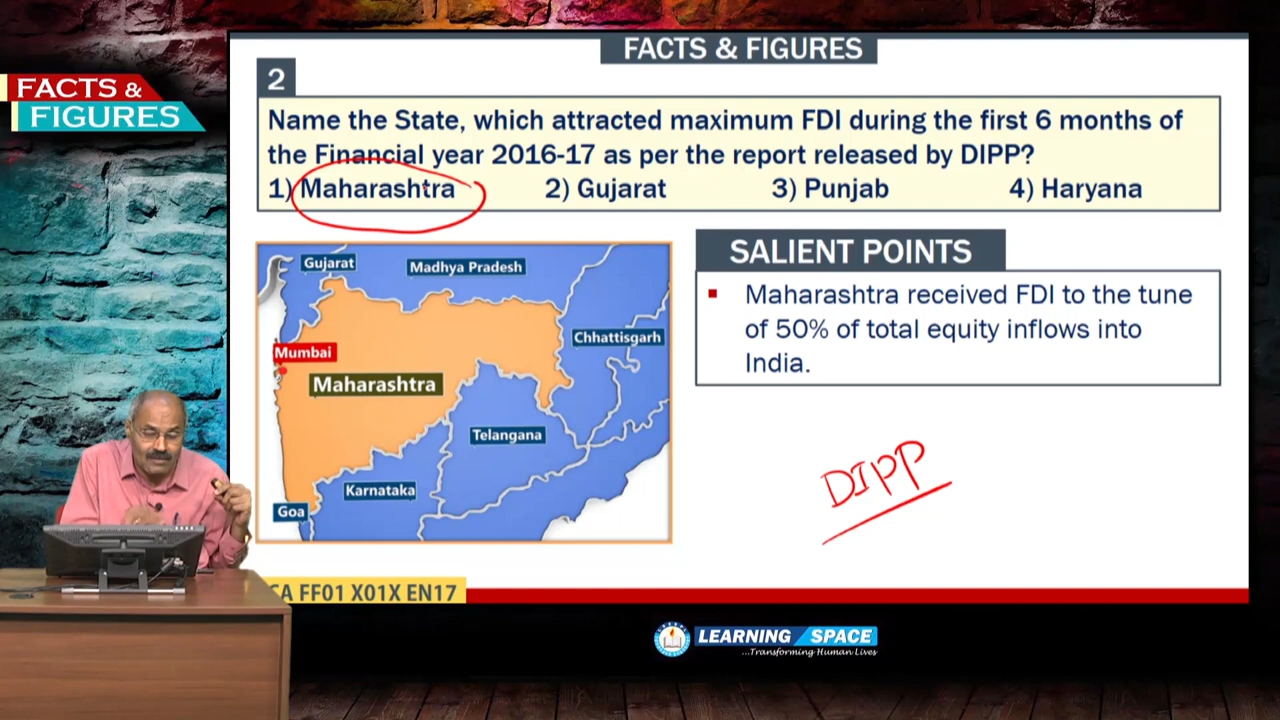 FACTS &
FIGURES
FACTS & FIGURES
2
Name the State, which attracted maximum FDI during the first 6 months of
the Financial year 2016-17 as per the report released by DIPP?
1) Maharashtra 2) Gujarat 3) Punjab 4) Haryana
Gujarat
Madhya Pradesh
Chhattisgarh
Mumbai
Maharashtra
Telangana
Karnataka
Goa
SALIENT POINTS
▪ Maharashtra received FDI to the tune
of 50% of total equity inflows into
India.
DIPP
CA FF01 X01X EN17
LEARNING SPACE
...Transforming Human Lives